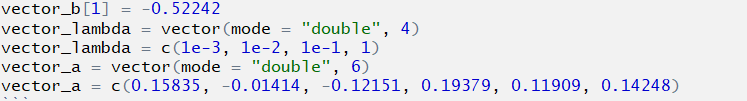 vector_b[1] = -0.52242
vector_lambda = vector(mode = "double", 4)
vector_lambda = c(1e-3, 1e-2, 1e-1, 1)
vector_a = vector(mode = "double", 6)
vector_a = c(0.15835, -0.01414, -0.12151, 0.19379, 0.11909, 0.14248)
```